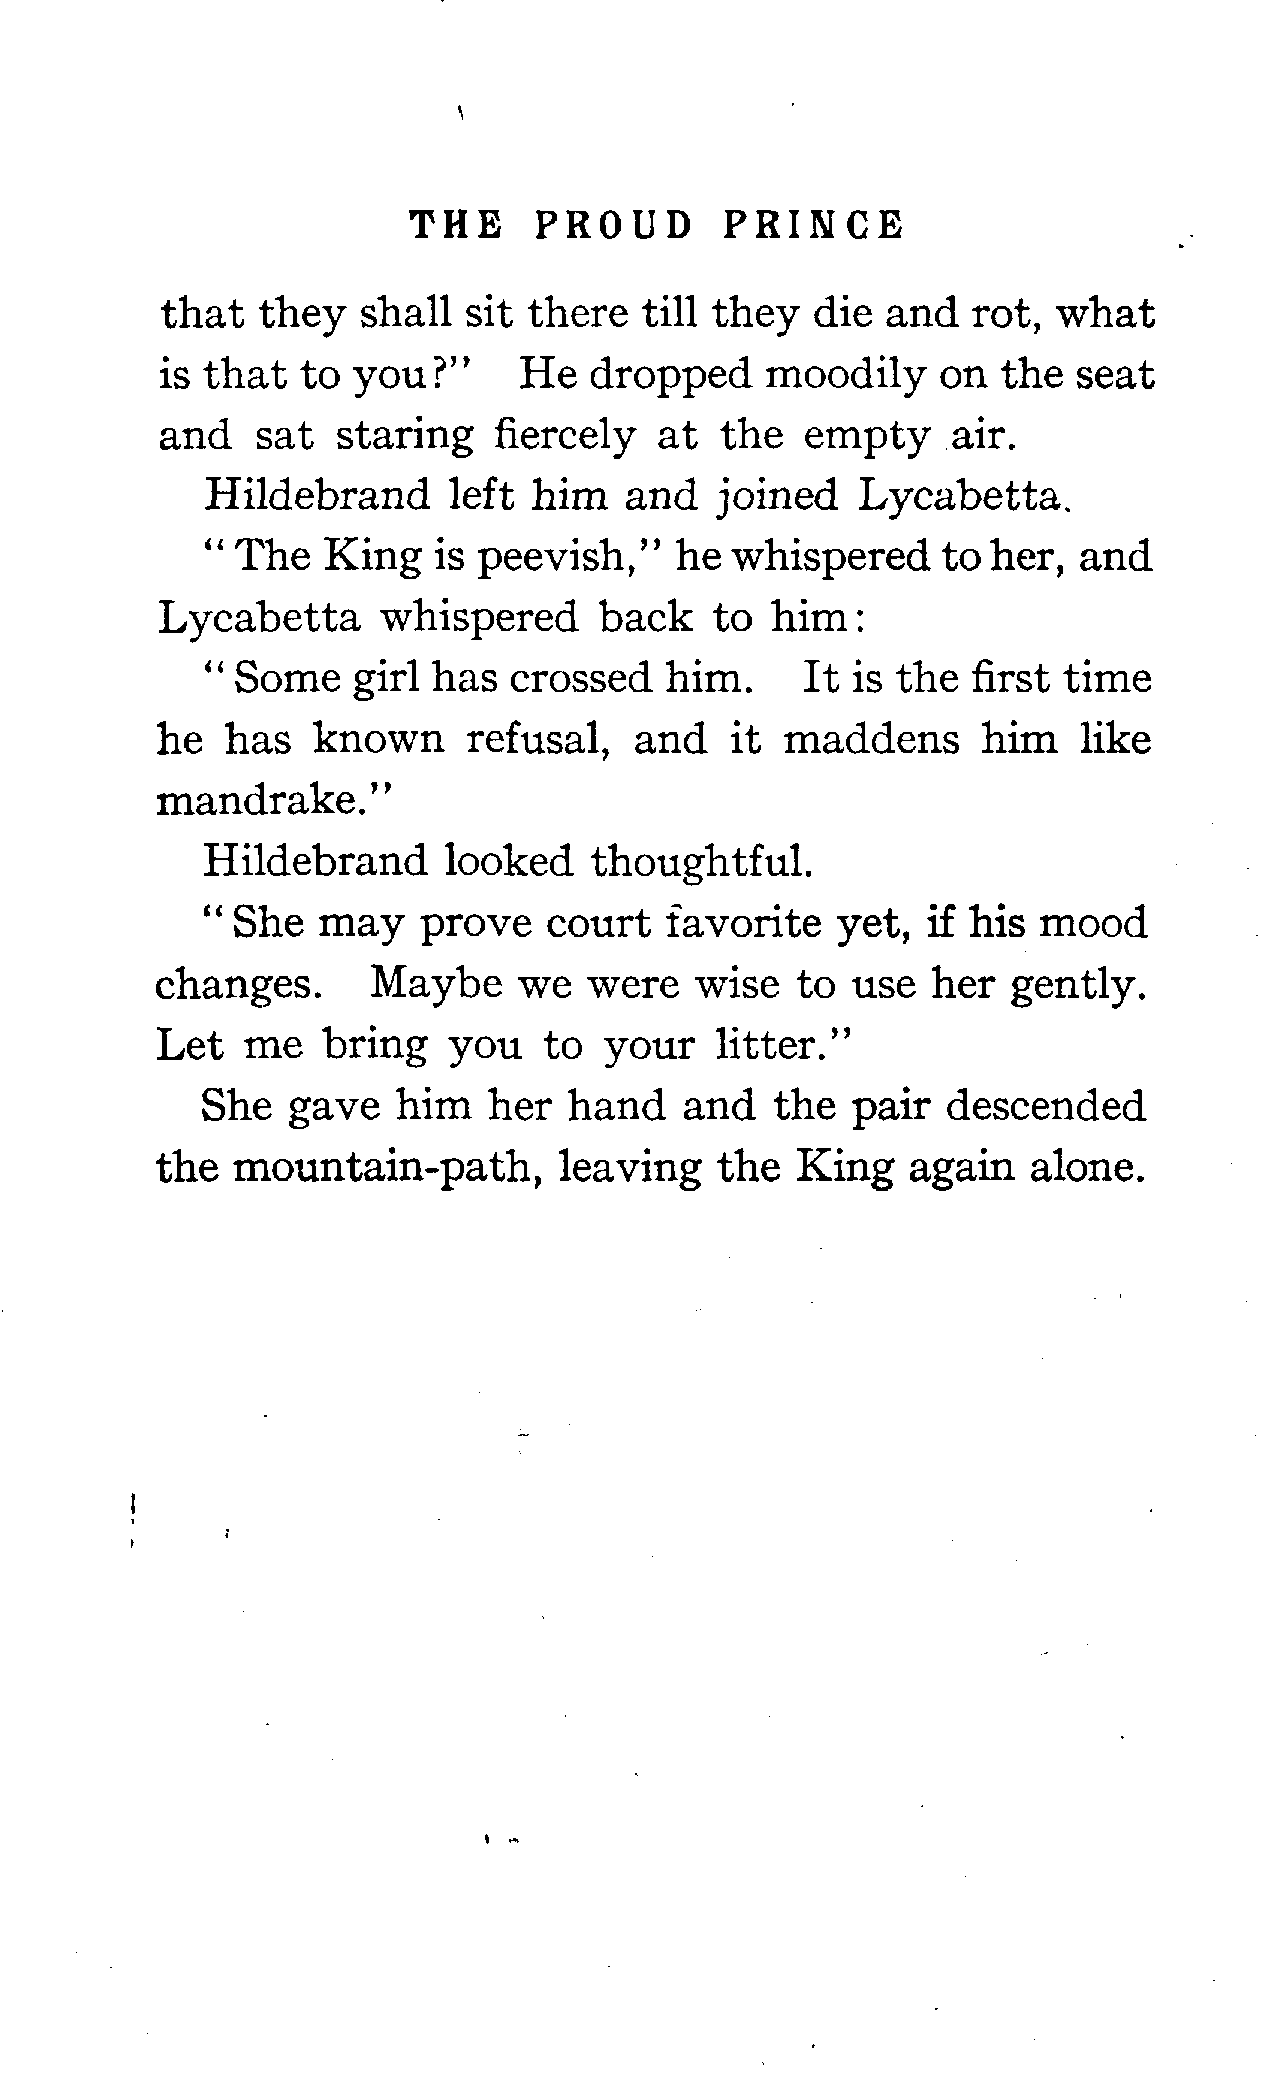 THE PROUD PRINCE
that they shall sit there till they die and rot, what
is that to you?" He dropped moodily on the seat
and sat staring fiercely at the empty air.
Hildebrand left him and joined Lycabetta.
"The King is peevish," he whispered to her, and
Lycabetta whispered back to him:
"Some girl has crossed him. It is the first time
he has known refusal, and it maddens him like
mandrake."
Hildebrand looked thoughtful.
"She may prove court favorite yet, if his mood
changes. Maybe we were wise to use her gently.
Let me bring you to your litter."
She gave him her hand and the pair descended
the mountain-path, leaving the King again alone.